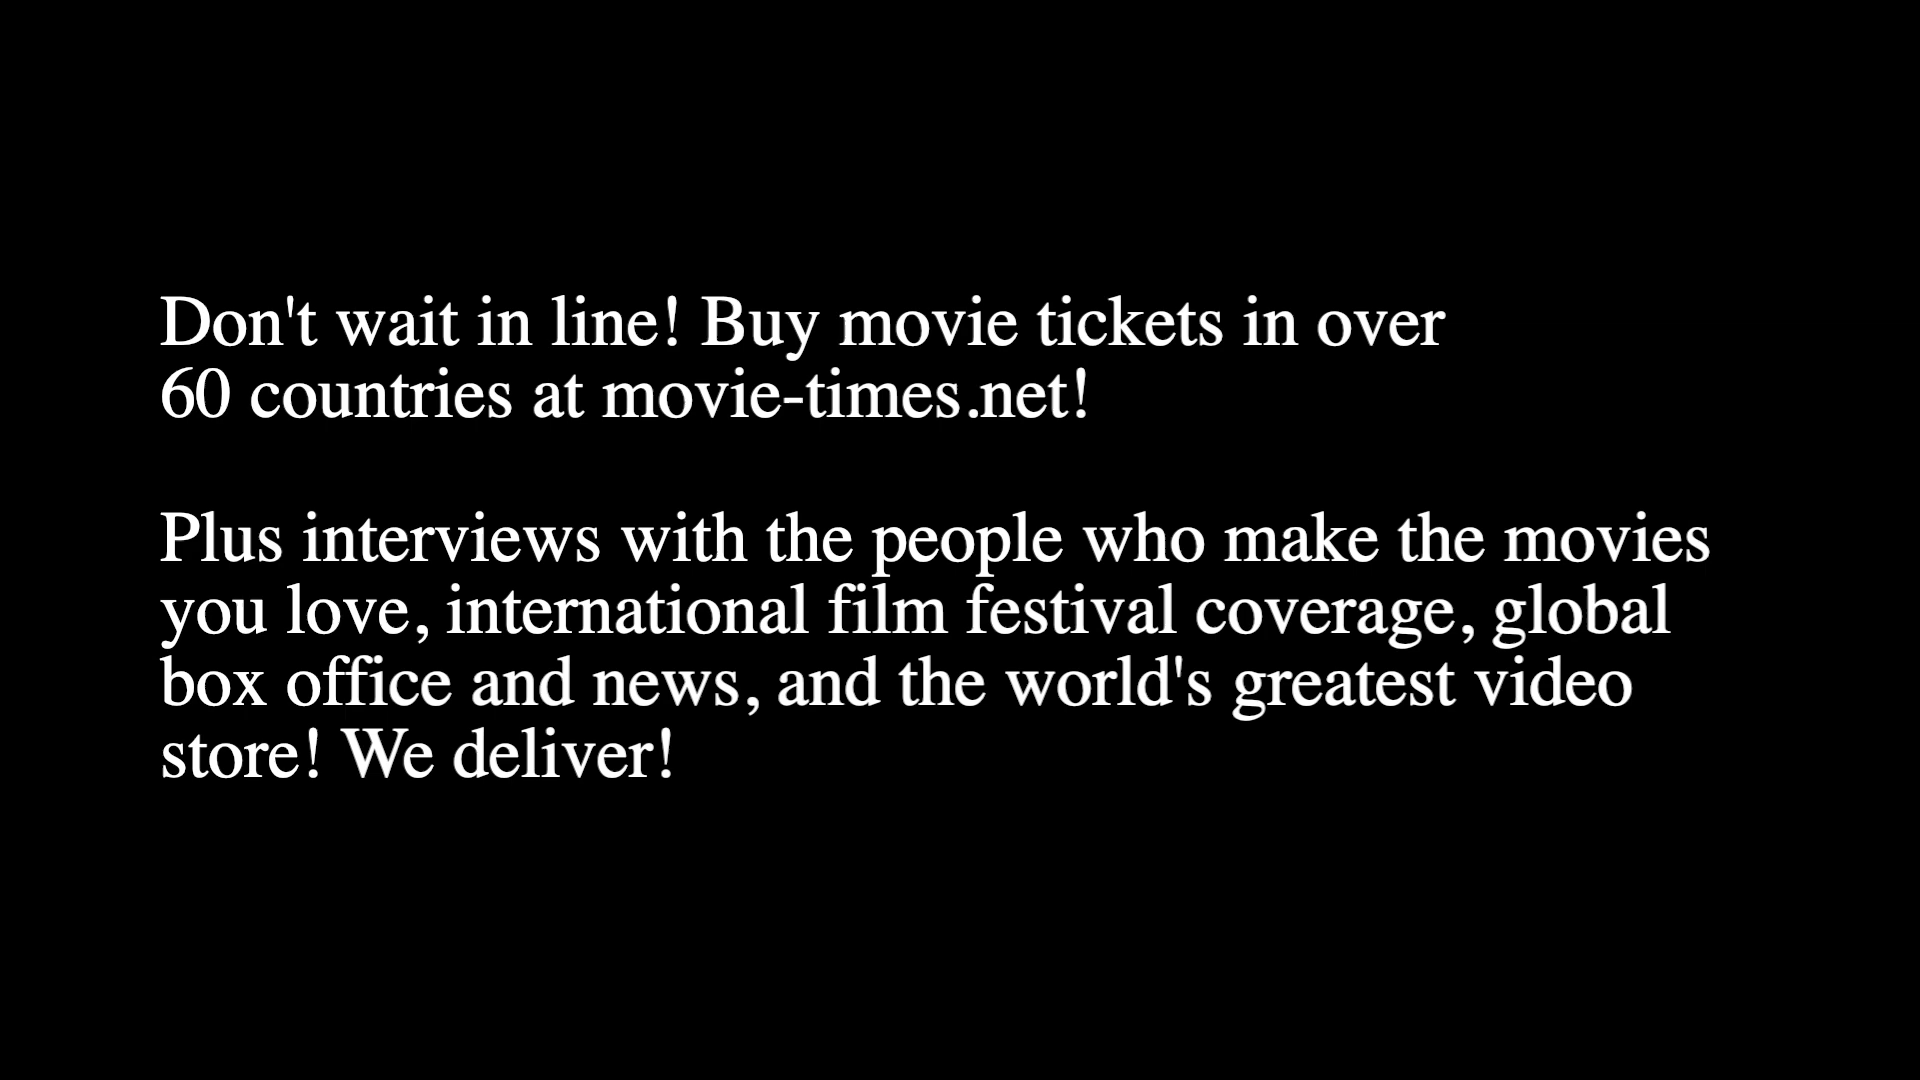 Don't wait in line! Buy movie tickets in over
60 countries at movie-times.net!
Plus interviews with the people who make the movies
you love, international film festival coverage, global
box office and news, and the world's greatest video
store! We deliver!